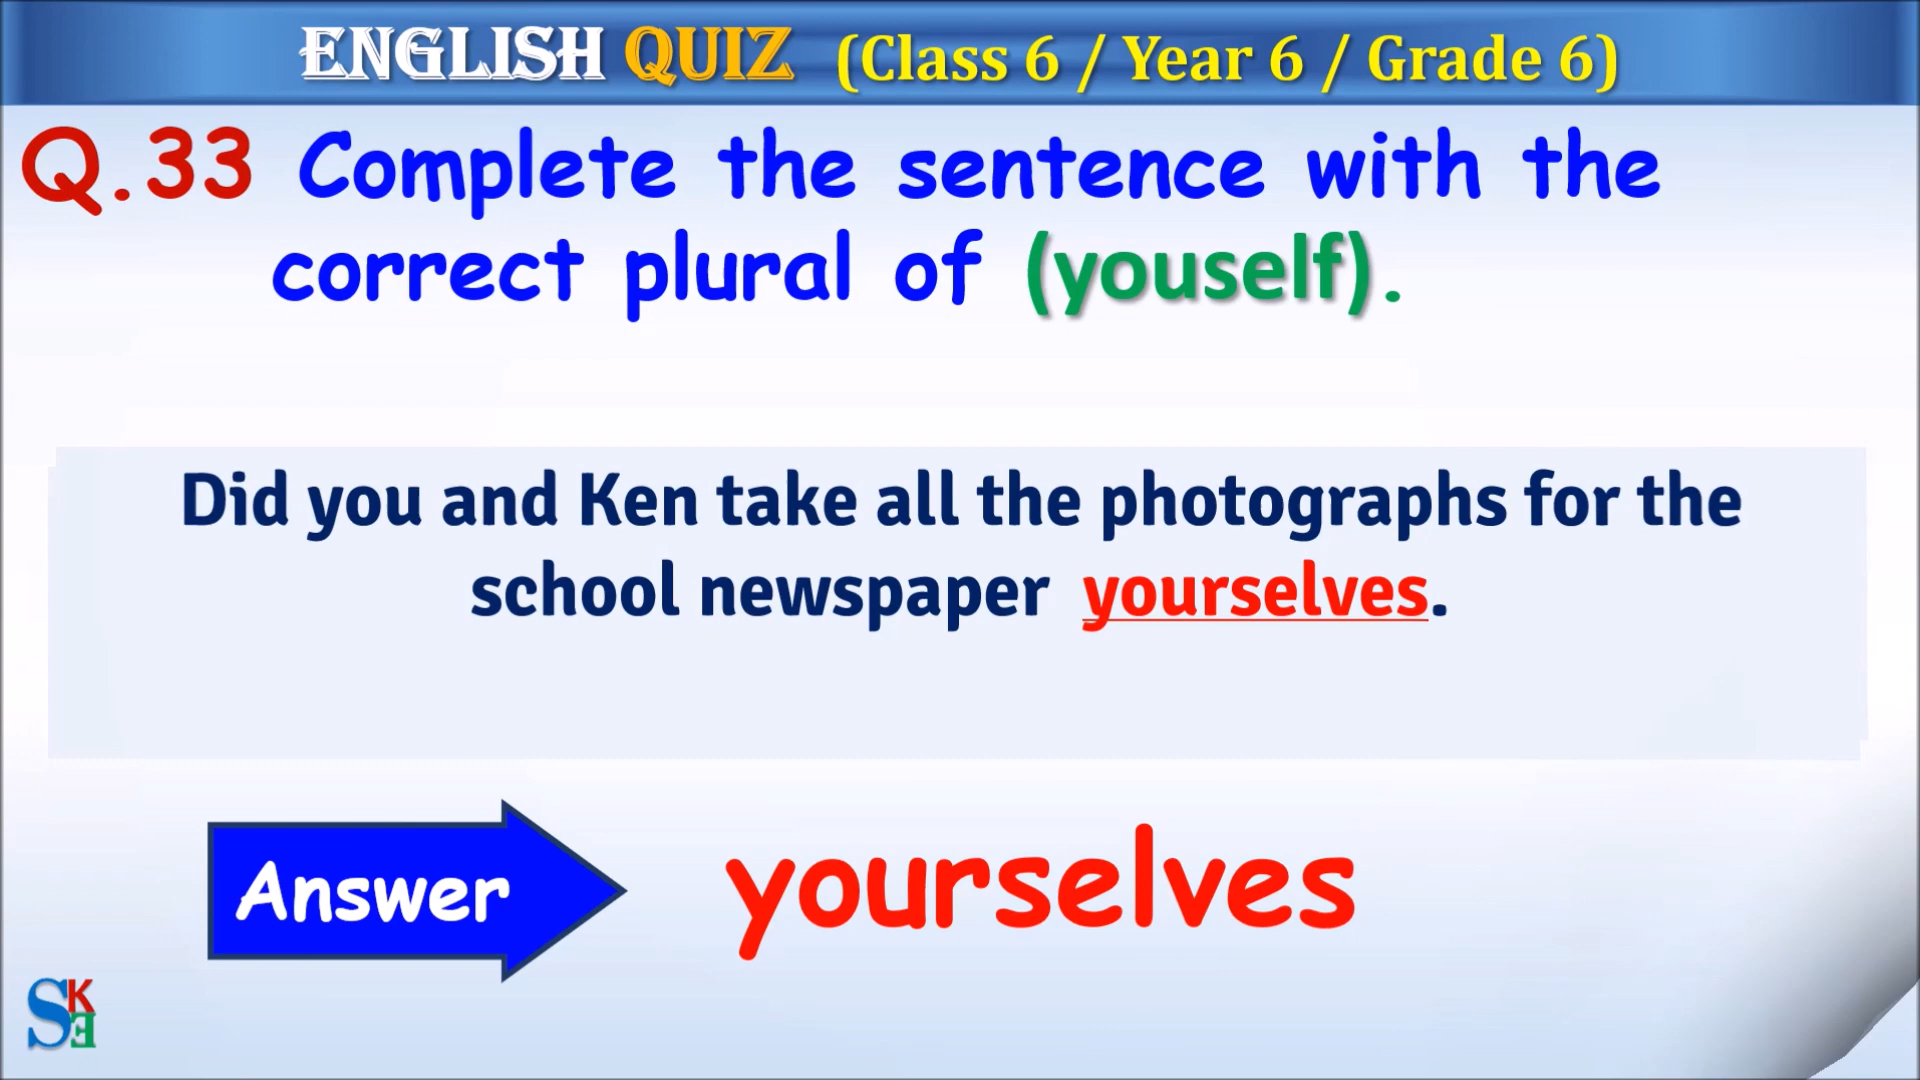 ENGLISH QUIZ (Class 6 / Year 6 / Grade 6)
Q.33 Complete the sentence with the
correct plural of (youself).
Did you and Ken take all the photographs for the
school newspaper yourselves.
Answer yourselves
SKE